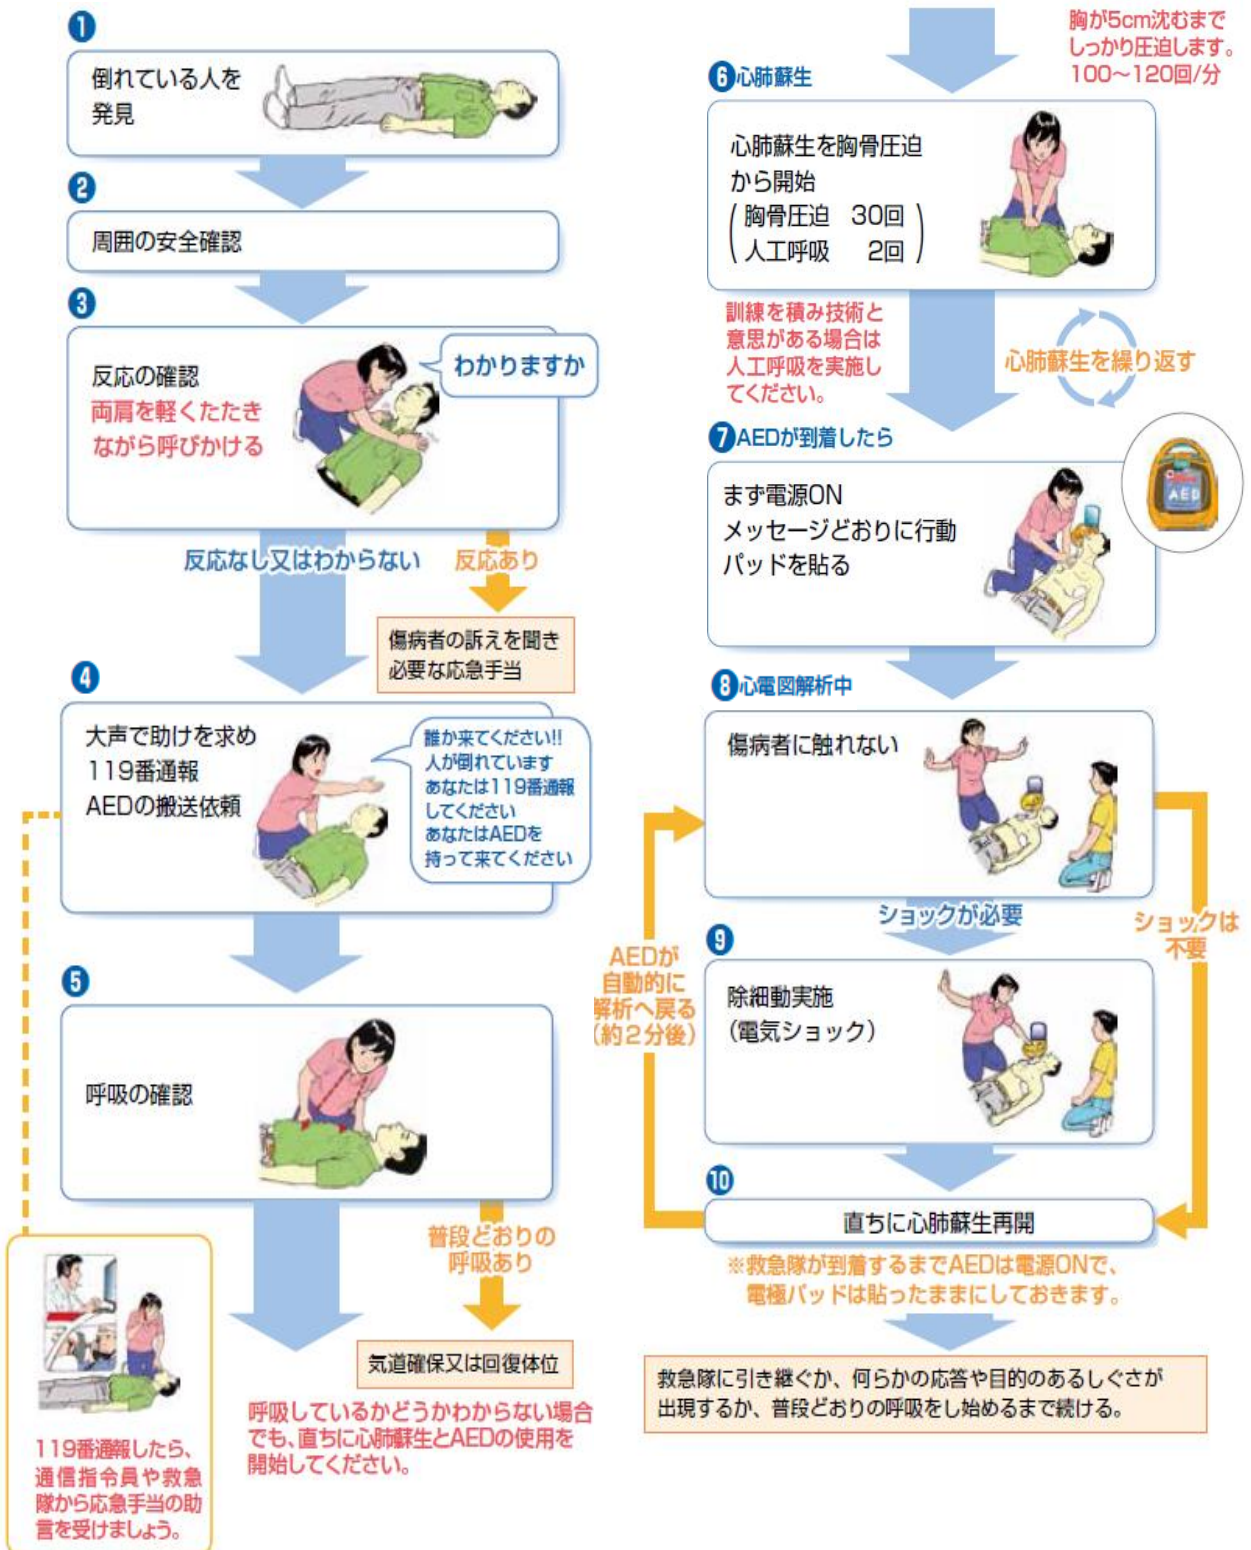 1
倒れている人を
発見
2
周囲の安全確認
3
反応の確認
両肩を軽くたたき
ながら呼びかける
わかりますか
反応なし又はわからない
反応あり
傷病者の訴えを聞き
必要な応急手当
4
大声で助けを求め
119番通報
AEDの搬送依頼
誰か来てください!!
人が倒れています
あなたは119番通報
してください
あなたはAEDを
持って来てください
5
呼吸の確認
普段どおりの
呼吸あり
気道確保又は回復体位
呼吸しているかどうかわからない場合
でも、直ちに心肺蘇生とAEDの使用を
開始してください。
119番通報したら、
通信指令員や救急
隊から応急手当の助
言を受けましょう。
胸が5cm沈むまで
しっかり圧迫します。
100～120回/分
6心肺蘇生
心肺蘇生を胸骨圧迫
から開始
(胸骨圧迫 30回
人工呼吸 2回)
訓練を積み技術と
意思がある場合は
人工呼吸を実施し
てください。
心肺蘇生を繰り返す
7AEDが到着したら
まず電源ON
メッセージどおりに行動
パッドを貼る
AED
8心電図解析中
傷病者に触れない
ショックが必要
ショックは
不要
AEDが
自動的に
解析へ戻る
(約2分後)
9
除細動実施
(電気ショック)
10
直ちに心肺蘇生再開
※救急隊が到着するまでAEDは電源ONで、
電極パッドは貼ったままにしておきます。
救急隊に引き継ぐか、何らかの応答や目的のあるしぐさが
出現するか、普段どおりの呼吸をし始めるまで続ける。